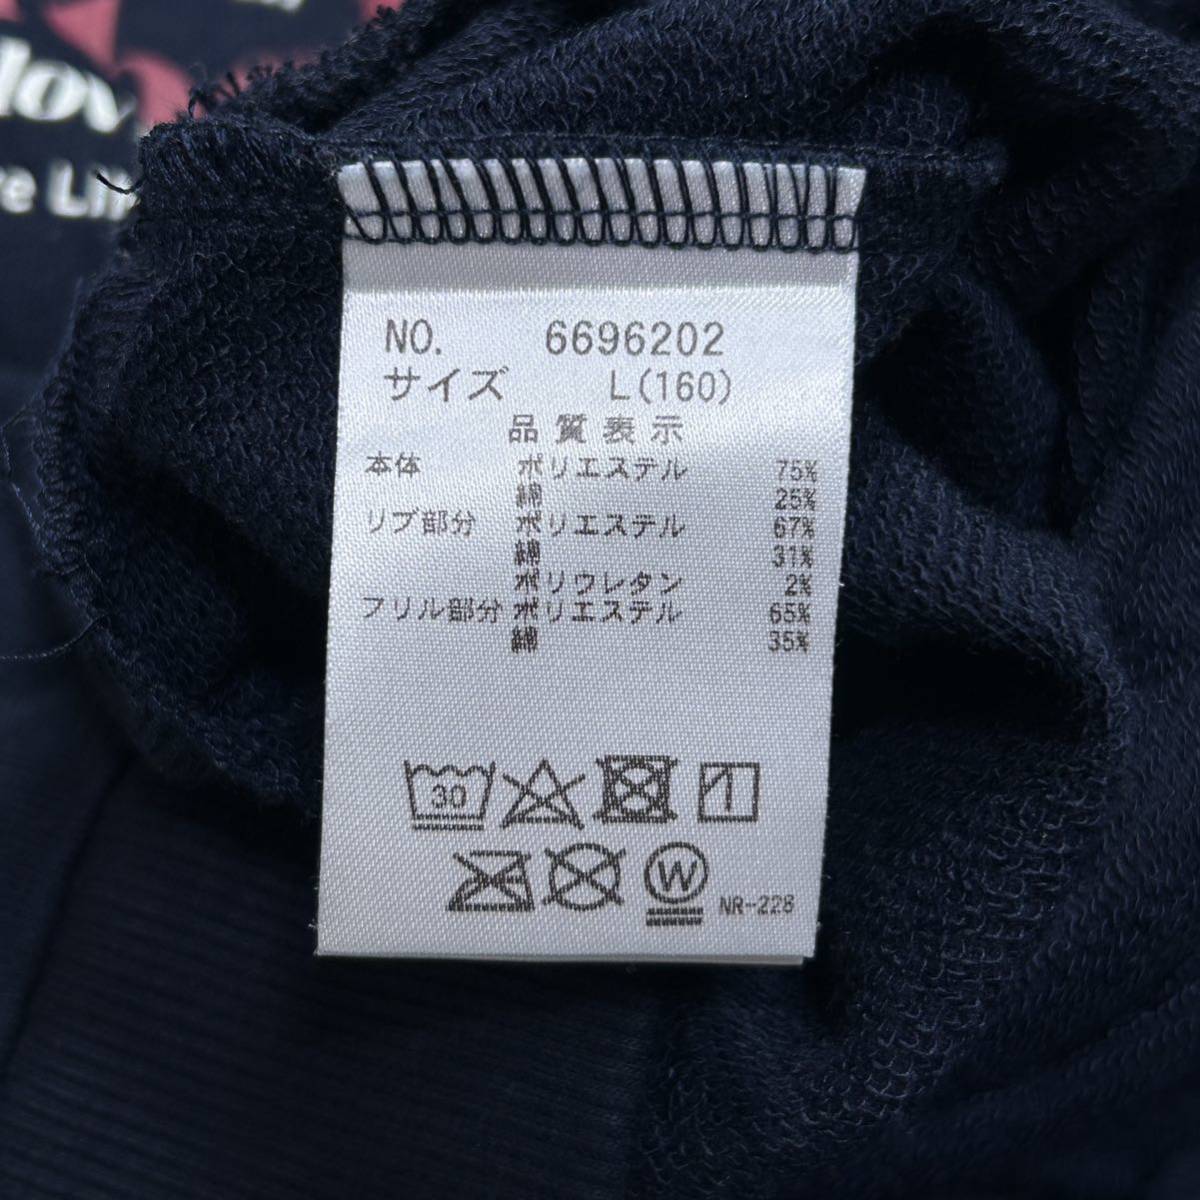 lov
re Lif
NO. 6696202
サイズ L(160)
品質表示
本体 ポリエステル 75%
綿 25%
リブ部分 ポリエステル 67%
綿 31%
ポリウレタン 2%
フリル部分 ポリエステル 65%
綿 35%
30
W NR-228